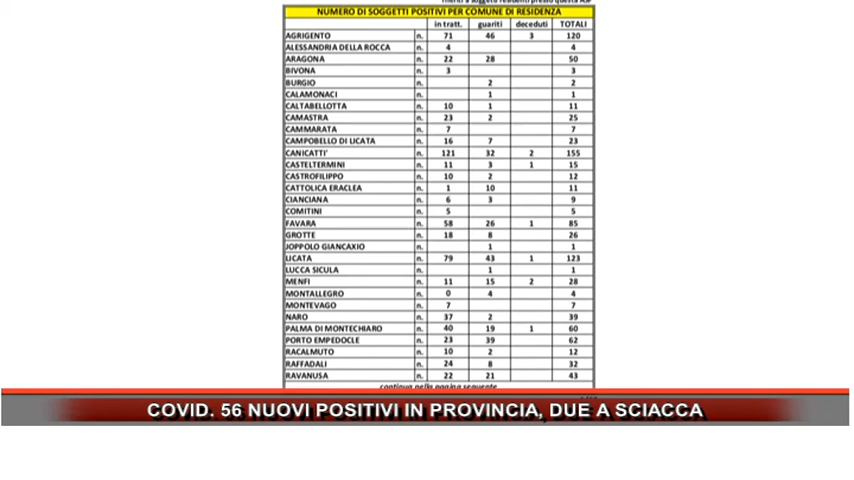 riferiti a soggetti residenti presso questa ASP
NUMERO DI SOGGETTI POSITIVI PER COMUNE DI RESIDENZA
in tratt. guariti deceduti TOTALI
AGRIGENTO n. 71 46 3 120
ALESSANDRIA DELLA ROCCA n. 4 4
ARAGONA n. 22 28 50
BIVONA n. 3 3
BURGIO n. 2 2
CALAMONACI n. 1 1
CALTABELLOTTA n. 10 1 11
CAMASTRA n. 23 2 25
CAMMARATA n. 7 7
CAMPOBELLO DI LICATA n. 16 7 23
CANICATTI' n. 121 32 2 155
CASTELTERMINI n. 11 3 1 15
CASTROFILIPPO n. 10 2 12
CATTOLICA ERACLEA n. 1 10 11
CIANCIANA n. 6 3 9
COMITINI n. 5 5
FAVARA n. 58 26 1 85
GROTTE n. 18 8 26
JOPPOLO GIANCAXIO n. 1 1
LICATA n. 79 43 1 123
LUCCA SICULA n. 1 1
MENFI n. 11 15 2 28
MONTALLEGRO n. 0 4 4
MONTEVAGO n. 7 7
NARO n. 37 2 39
PALMA DI MONTECHIARO n. 40 19 1 60
PORTO EMPEDOCLE n. 23 39 62
RACALMUTO n. 10 2 12
RAFFADALI n. 24 8 32
RAVANUSA n. 22 21 43
continua nella pagina seguente
COVID. 56 NUOVI POSITIVI IN PROVINCIA, DUE A SCIACCA